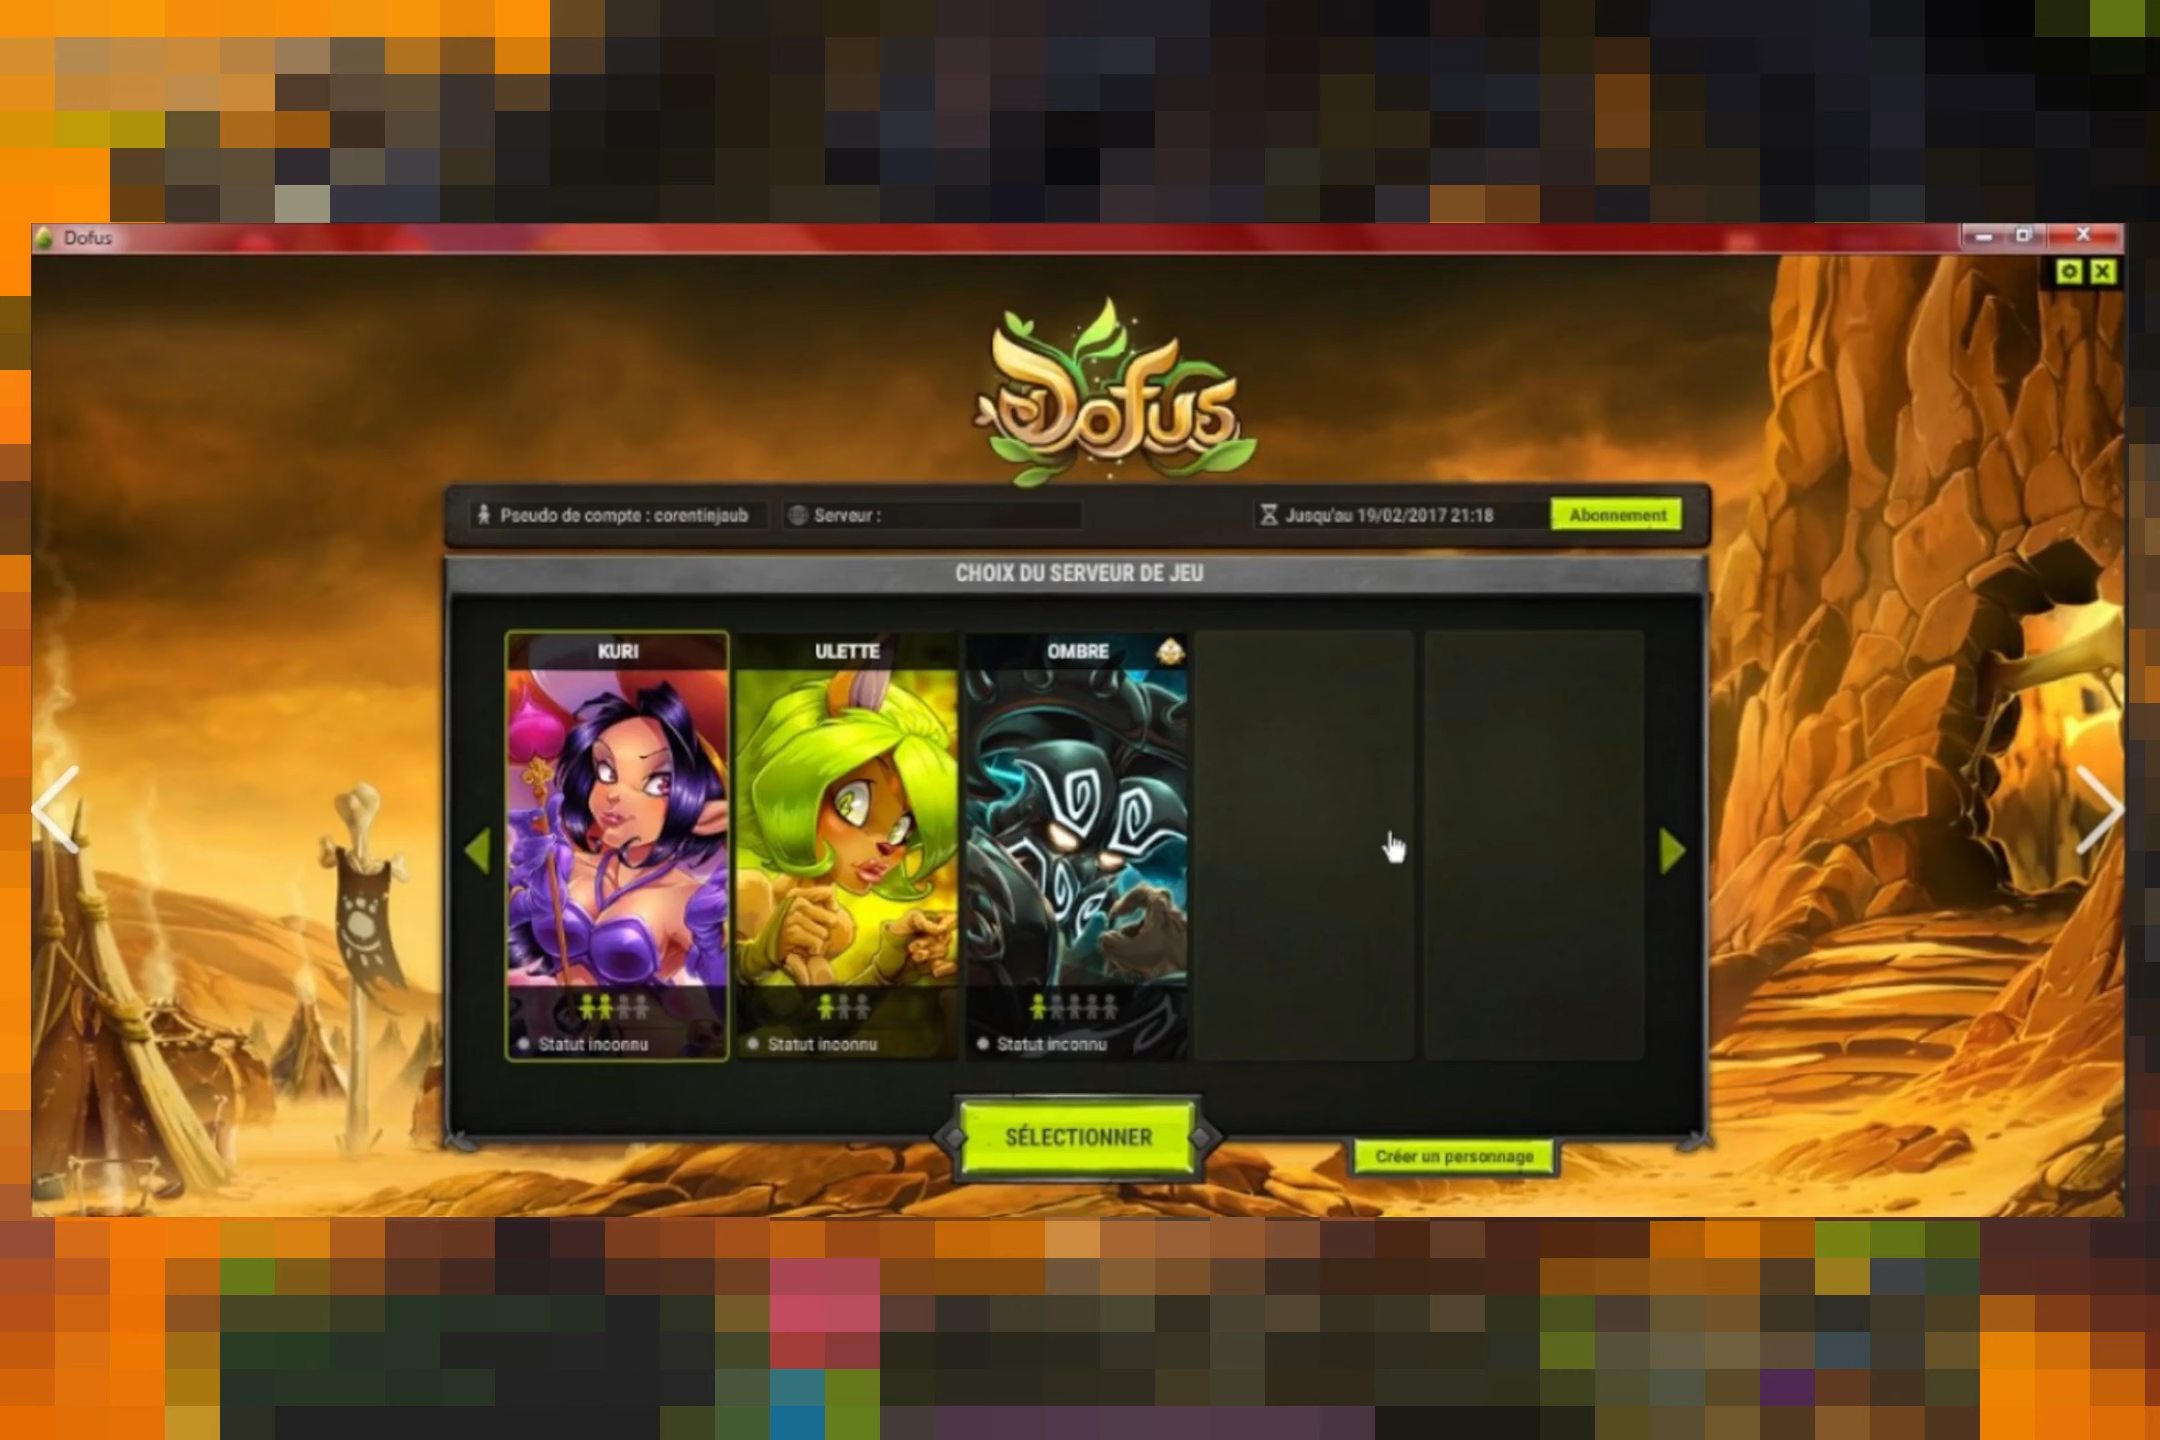 Dofus
Dofus
Pseudo de compte : corentinjaub
Serveur :
Jusqu'au 19/02/2017 21:18
Abonnement
CHOIX DU SERVEUR DE JEU
KURI
ULETTE
OMBRE
Statut inconnu
Statut inconnu
Statut inconnu
SÉLECTIONNER
Créer un personnage